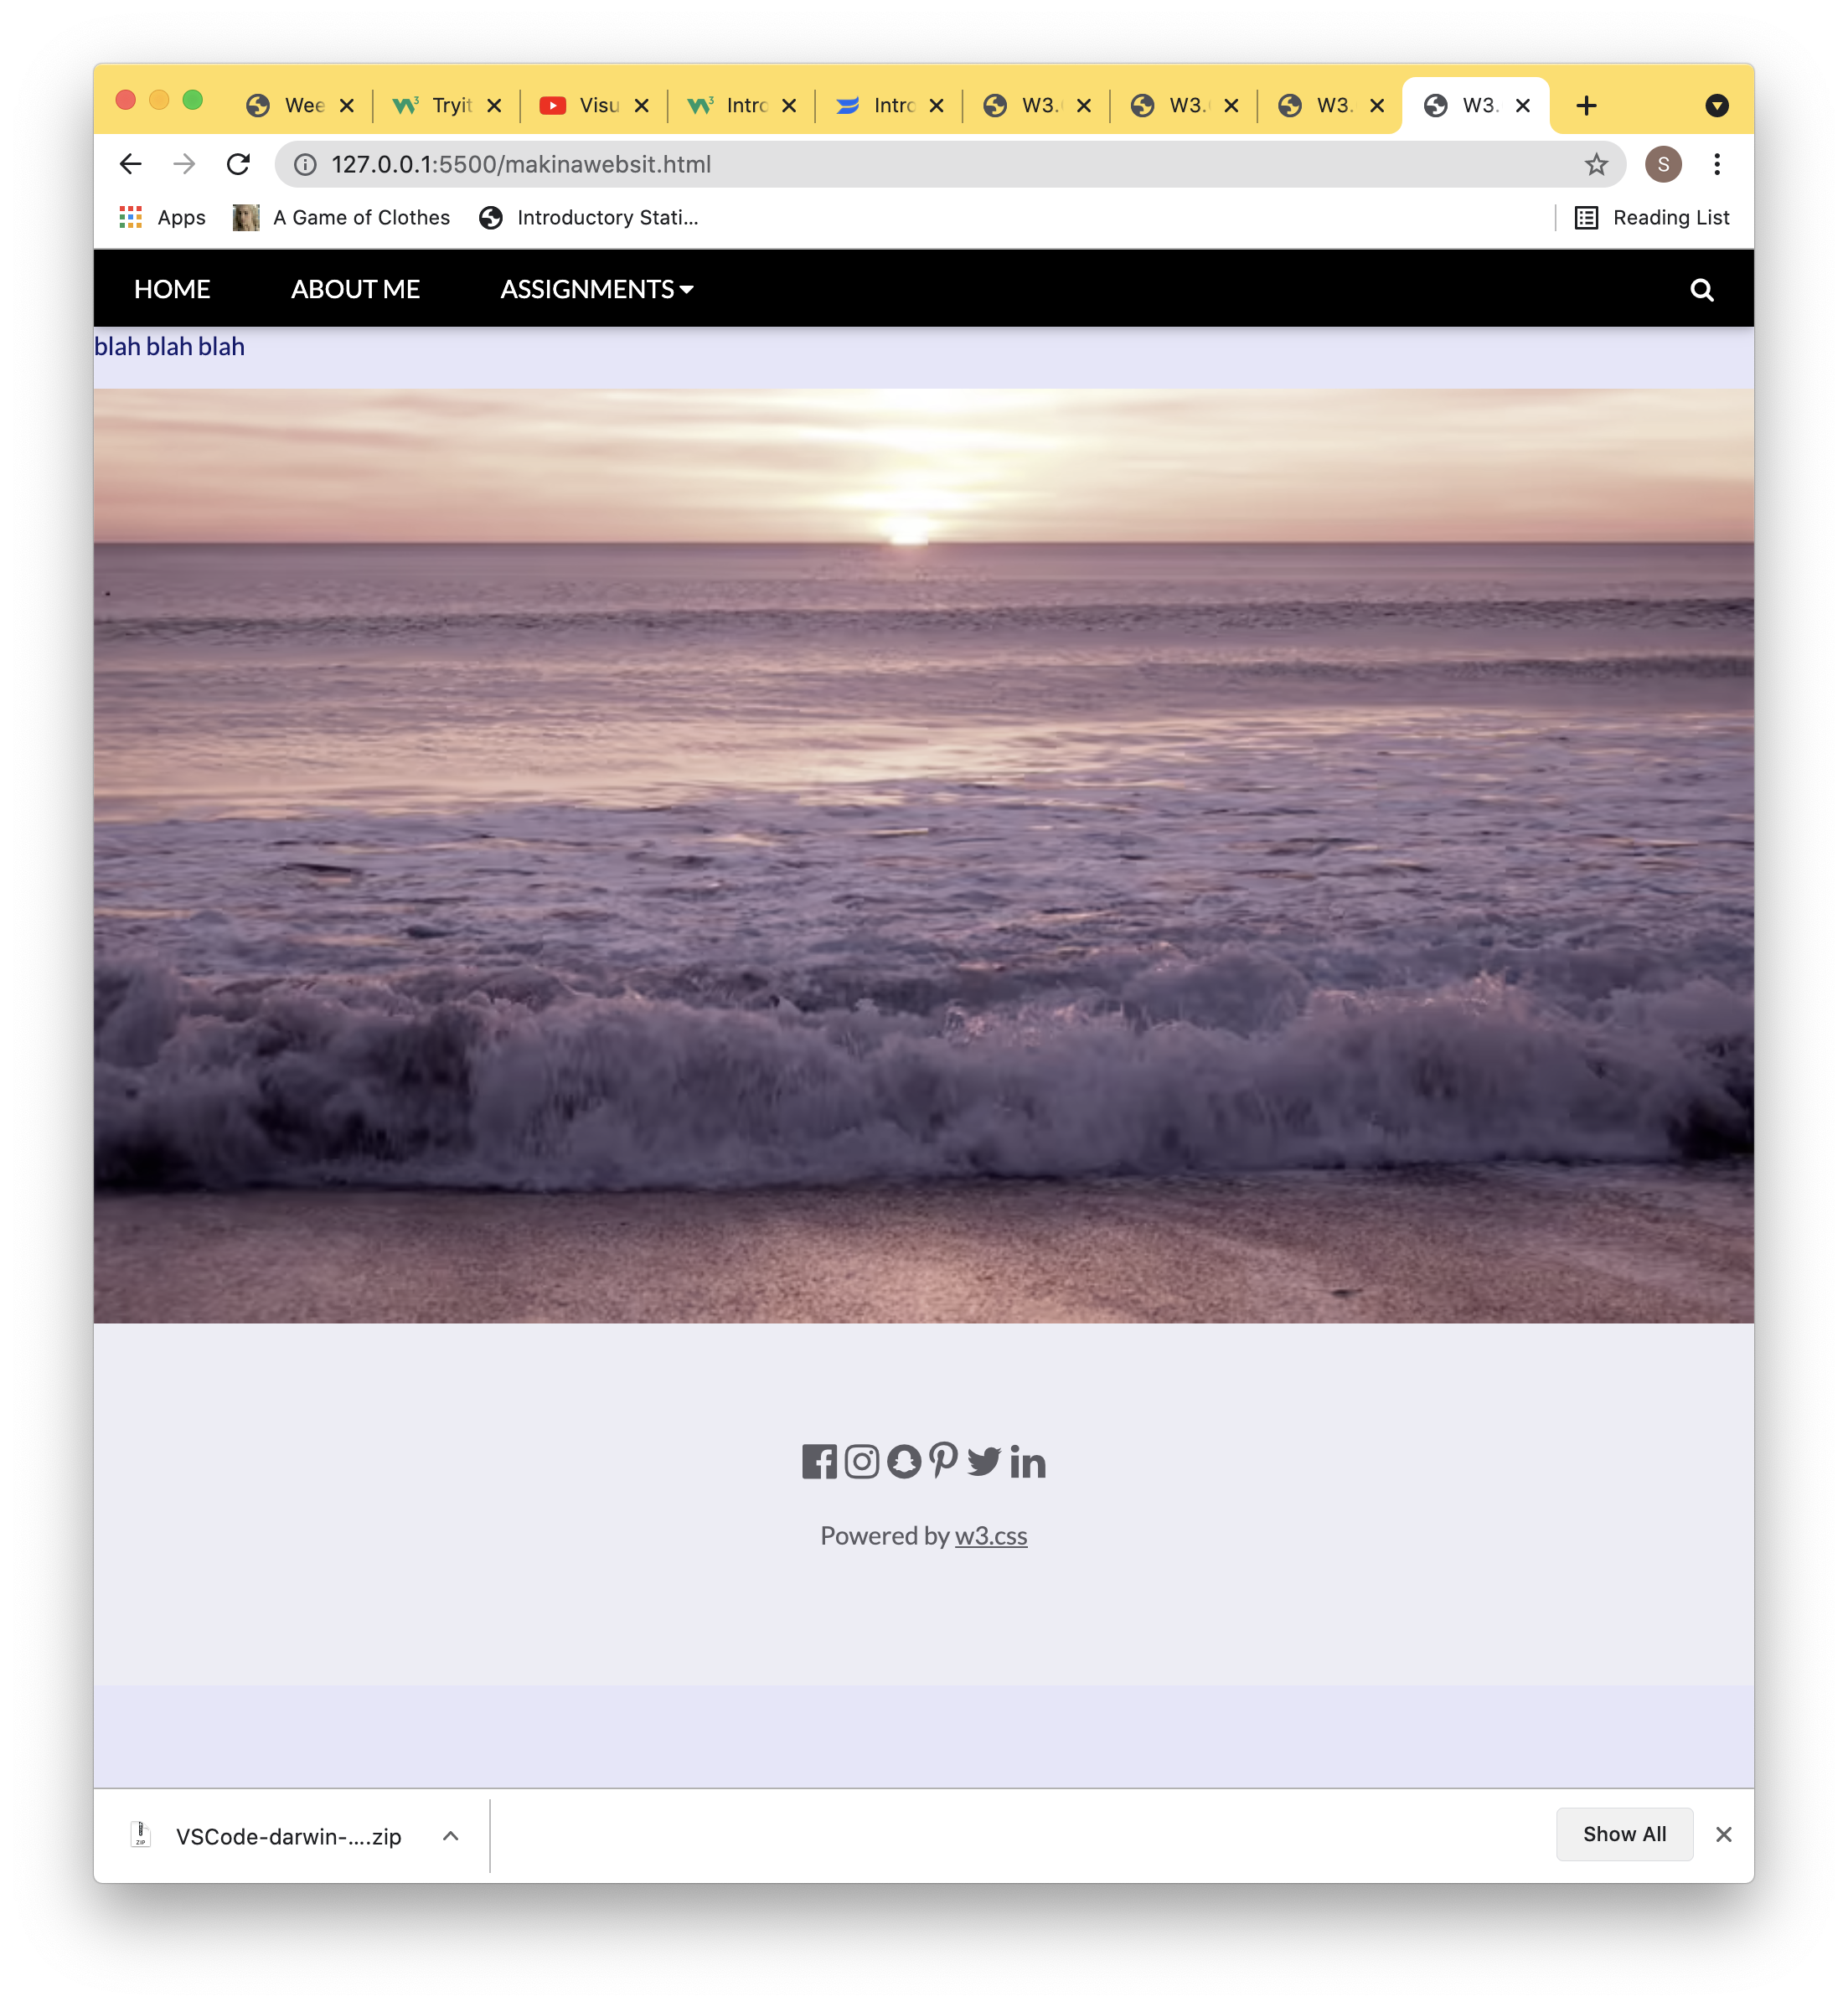 Wee Tryit Visu Intro Intro W3. W3. W3. W3.
127.0.0.1:5500/makinawebsit.html S
Apps A Game of Clothes Introductory Stati... Reading List
HOME ABOUT ME ASSIGNMENTS
blah blah blah
Powered by w3.css
VSCode-darwin-....zip Show All